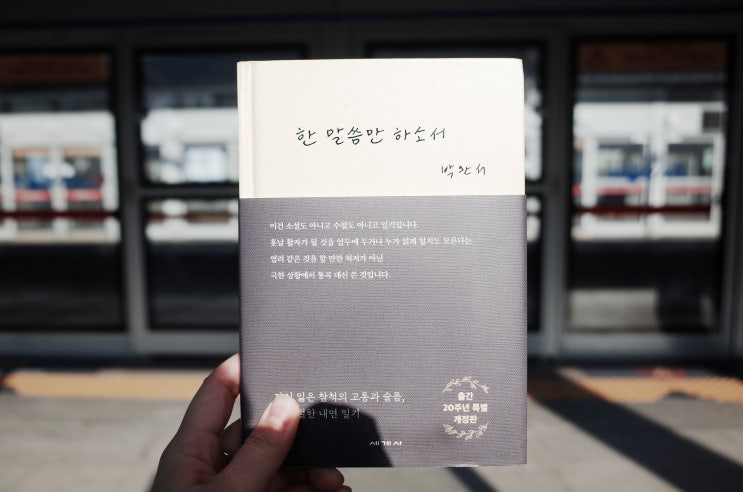 한 말씀만 하소서
박완서
이건 소설도 아니고 수필도 아니고 일기입니다.
훗날 활자가 될 것을 염두에 두거나 누가 읽게 될지도 모른다는
염려 같은 것을 할 만한 처지가 아닌
극한 상황에서 통곡 대신 쓴 것입니다.
잃은 참척의 고통과 슬픔,
내면 일기
출간
20주년 특별
개정판